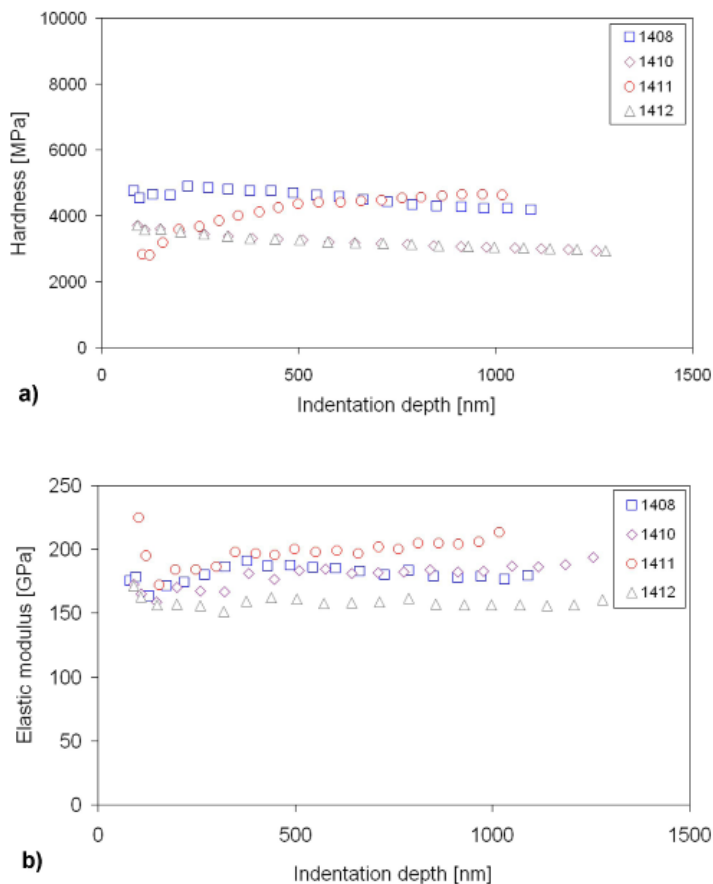 10000
8000
6000
4000
2000
0
Hardness [MPa]
1408
1410
1411
1412
0 500 1000 1500
Indentation depth [nm]
a)
250
200
150
100
50
0
Elastic modulus [GPa]
1408
1410
1411
1412
0 500 1000 1500
Indentation depth [nm]
b)